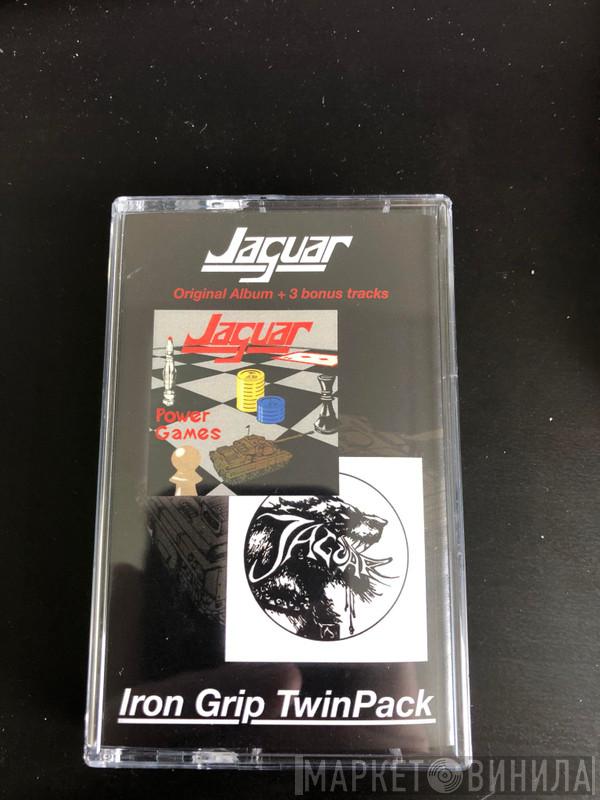 Jaguar
Original Album + 3 bonus tracks
Jaguar
Power
Games
JAGUAR
Iron Grip TwinPack
МАРКЕТ ВИНИЛА